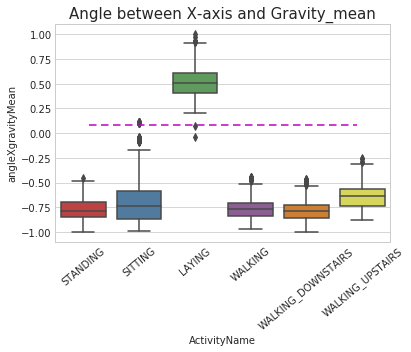 Angle between X-axis and Gravity_mean
1.00
0.75
0.50
0.25
0.00
−0.25
−0.50
−0.75
−1.00
angleXgravityMean
STANDING
SITTING
LAYING
WALKING
WALKING_DOWNSTAIRS
WALKING_UPSTAIRS
ActivityName